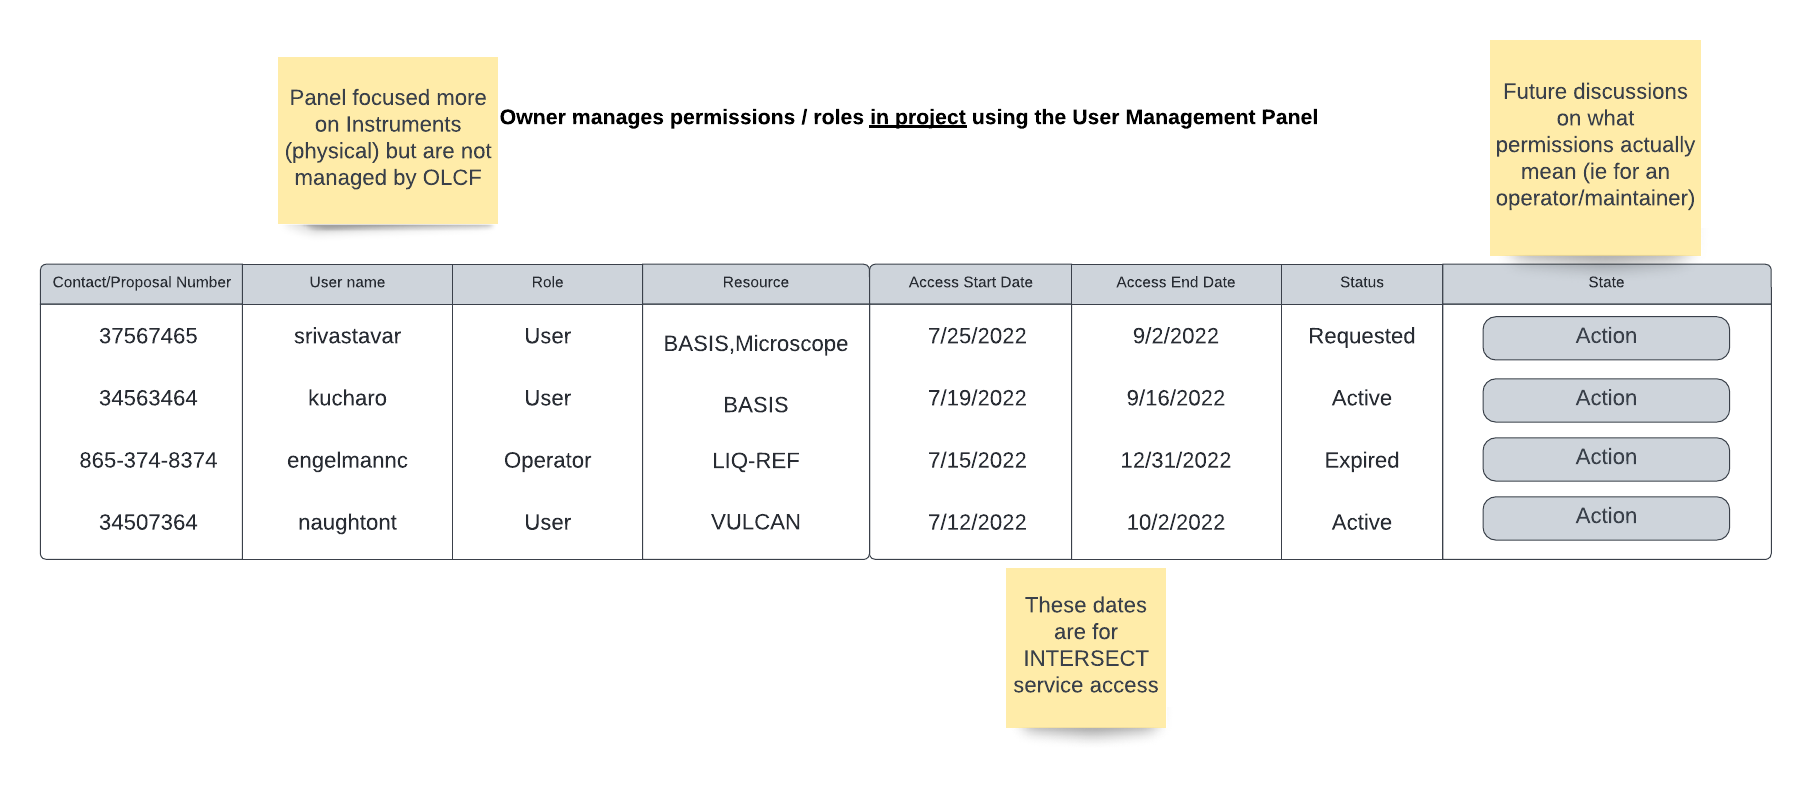 Panel focused more
on Instruments
(physical) but are not
managed by OLCF
Owner manages permissions / roles in project using the User Management Panel
Future discussions
on what
permissions actually
mean (ie for an
operator/maintainer)
Contact/Proposal Number User name Role Resource Access Start Date Access End Date Status State
37567465 srivastavar User BASIS,Microscope 7/25/2022 9/2/2022 Requested Action
34563464 kucharo User BASIS 7/19/2022 9/16/2022 Active Action
865-374-8374 engelmannc Operator LIQ-REF 7/15/2022 12/31/2022 Expired Action
34507364 naughtont User VULCAN 7/12/2022 10/2/2022 Active Action
These dates
are for
INTERSECT
service access